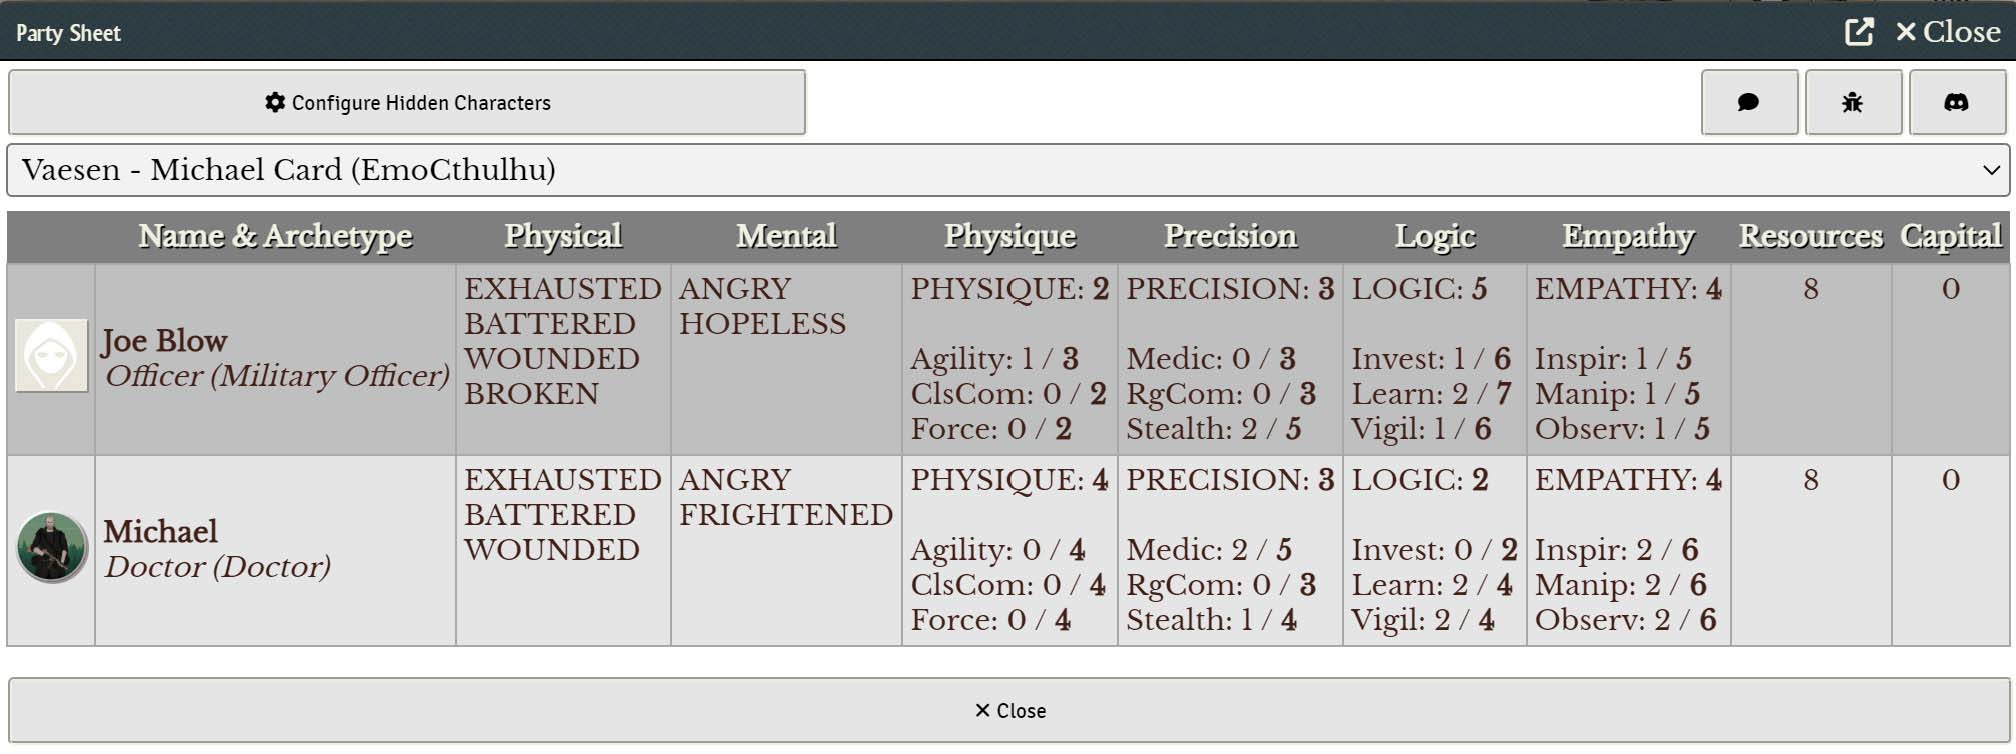 Party Sheet
Close
Configure Hidden Characters
Vaesen - Michael Card (EmoCthulhu)
Name & Archetype Physical Mental Physique Precision Logic Empathy Resources Capital
Joe Blow
Officer (Military Officer)
EXHAUSTED
BATTERED
WOUNDED
BROKEN
ANGRY
HOPELESS
PHYSIQUE: 2
Agility: 1 / 3
ClsCom: 0 / 2
Force: 0 / 2
PRECISION: 3
Medic: 0 / 3
RgCom: 0 / 3
Stealth: 2 / 5
LOGIC: 5
Invest: 1 / 6
Learn: 2 / 7
Vigil: 1 / 6
EMPATHY: 4
Inspir: 1 / 5
Manip: 1 / 5
Observ: 1 / 5
8
0
Michael
Doctor (Doctor)
EXHAUSTED
BATTERED
WOUNDED
ANGRY
FRIGHTENED
PHYSIQUE: 4
Agility: 0 / 4
ClsCom: 0 / 4
Force: 0 / 4
PRECISION: 3
Medic: 2 / 5
RgCom: 0 / 3
Stealth: 1 / 4
LOGIC: 2
Invest: 0 / 2
Learn: 2 / 4
Vigil: 2 / 4
EMPATHY: 4
Inspir: 2 / 6
Manip: 2 / 6
Observ: 2 / 6
8
0
Close